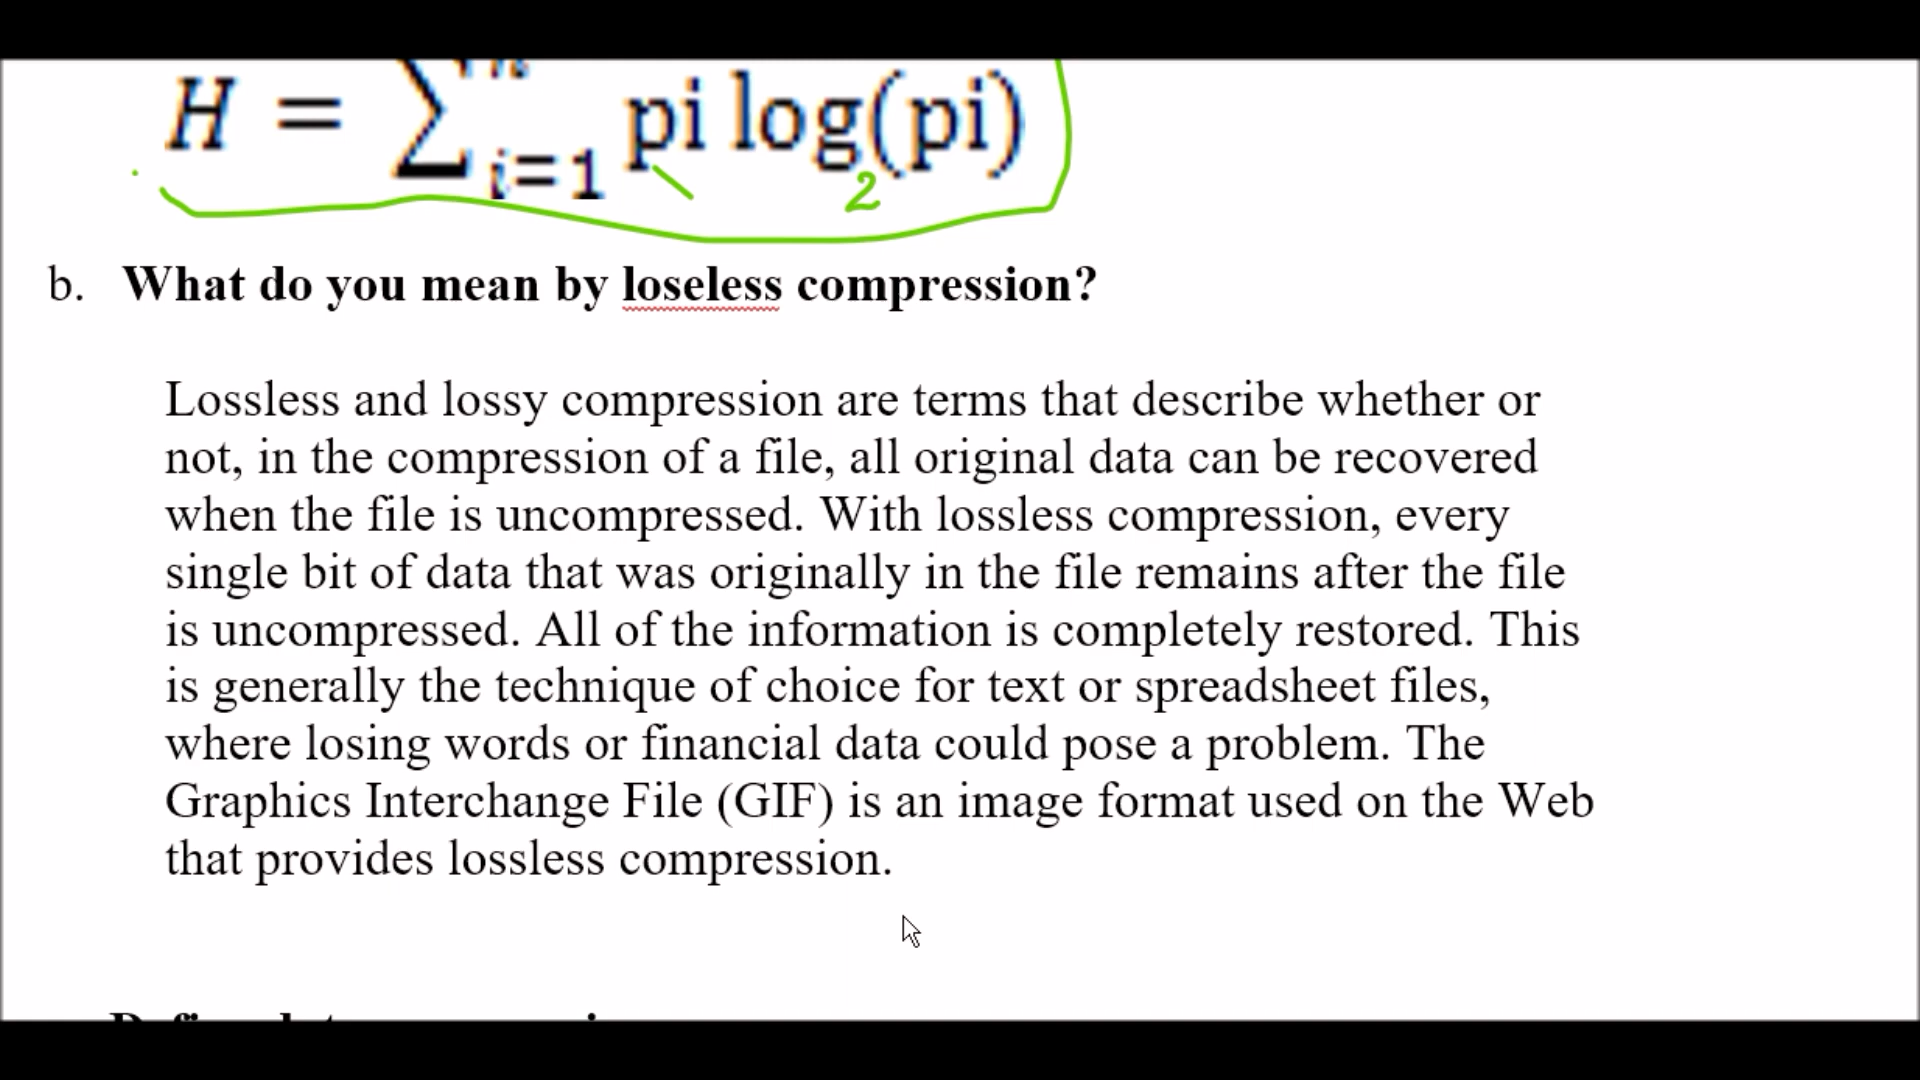 H = ∑ i=1 pi log2(pi)
b. What do you mean by loseless compression?
Lossless and lossy compression are terms that describe whether or
not, in the compression of a file, all original data can be recovered
when the file is uncompressed. With lossless compression, every
single bit of data that was originally in the file remains after the file
is uncompressed. All of the information is completely restored. This
is generally the technique of choice for text or spreadsheet files,
where losing words or financial data could pose a problem. The
Graphics Interchange File (GIF) is an image format used on the Web
that provides lossless compression.